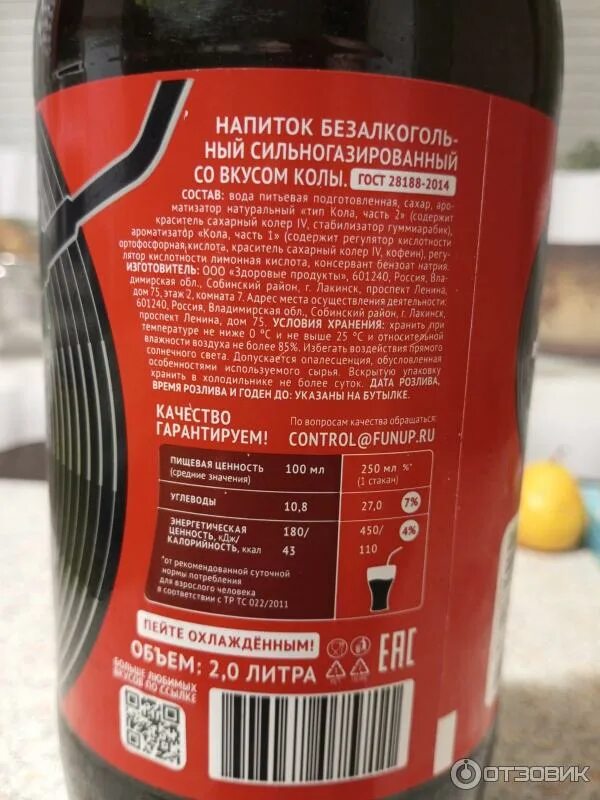 НАПИТОК БЕЗАЛКОГОЛЬ-
НЫЙ СИЛЬНОГАЗИРОВАННЫЙ
СО ВКУСОМ КОЛЫ. ГОСТ 28188-2014
СОСТАВ: вода питьевая подготовленная, сахар, аро-
матизатор натуральный «тип Кола, часть 2» (содержит
краситель сахарный колер IV, стабилизатор гуммиарабик),
ароматизатор «Кола, часть 1» (содержит регулятор кислотности
ортофосфорная кислота, краситель сахарный колер IV, кофеин), регу-
лятор кислотности лимонная кислота, консервант бензоат натрия.
ИЗГОТОВИТЕЛЬ: ООО «Здоровые продукты», 601240, Россия, Вла-
димирская обл., Собинский район, г. Лакинск, проспект Ленина,
дом 75, этаж 2, комната 7. Адрес места осуществления деятельности:
601240, Россия, Владимирская обл., Собинский район, г. Лакинск,
проспект Ленина, дом 75. УСЛОВИЯ ХРАНЕНИЯ: хранить при
температуре не ниже 0 °С и не выше 25 °С и относительной
влажности воздуха не более 85%. Избегать воздействия прямого
солнечного света. Допускается опалесценция, обусловленная
особенностями используемого сырья. Вскрытую упаковку
хранить в холодильнике не более суток. ДАТА РОЗЛИВА,
ВРЕМЯ РОЗЛИВА И ГОДЕН ДО: УКАЗАНЫ НА БУТЫЛКЕ.
КАЧЕСТВО
ГАРАНТИРУЕМ!
По вопросам качества обращаться:
CONTROL@FUNUP.RU
ПИЩЕВАЯ ЦЕННОСТЬ 100 мл 250 мл %*
(средние значения) (1 стакан)
УГЛЕВОДЫ 10,8 27,0 7%
ЭНЕРГЕТИЧЕСКАЯ 180/ 450/ 4%
ЦЕННОСТЬ, кДж/
КАЛОРИЙНОСТЬ, ккал 43 110
*от рекомендованной суточной
нормы потребления
для взрослого человека
в соответствии с ТР ТС 022/2011
ПЕЙТЕ ОХЛАЖДЁННЫМ!
ОБЪЕМ: 2,0 ЛИТРА
EAC
БОЛЬШЕ ЛЮБИМЫХ
ВКУСОВ ПО ССЫЛКЕ
ОТЗОВИК